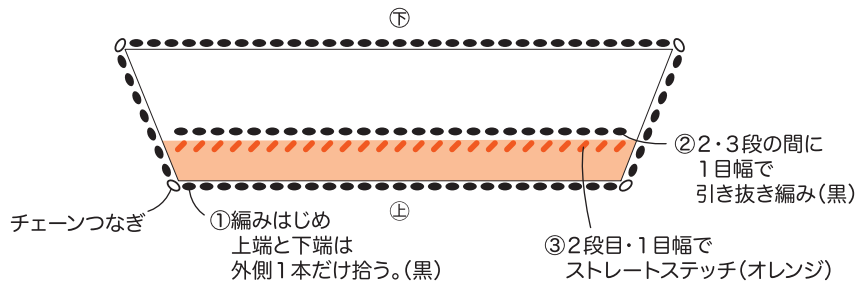 下
②2・3段の間に
1目幅で
引き抜き編み（黒）
チェーンつなぎ
①編みはじめ
上端と下端は
外側1本だけ拾う。（黒）
上
③2段目・1目幅で
ストレートステッチ（オレンジ）